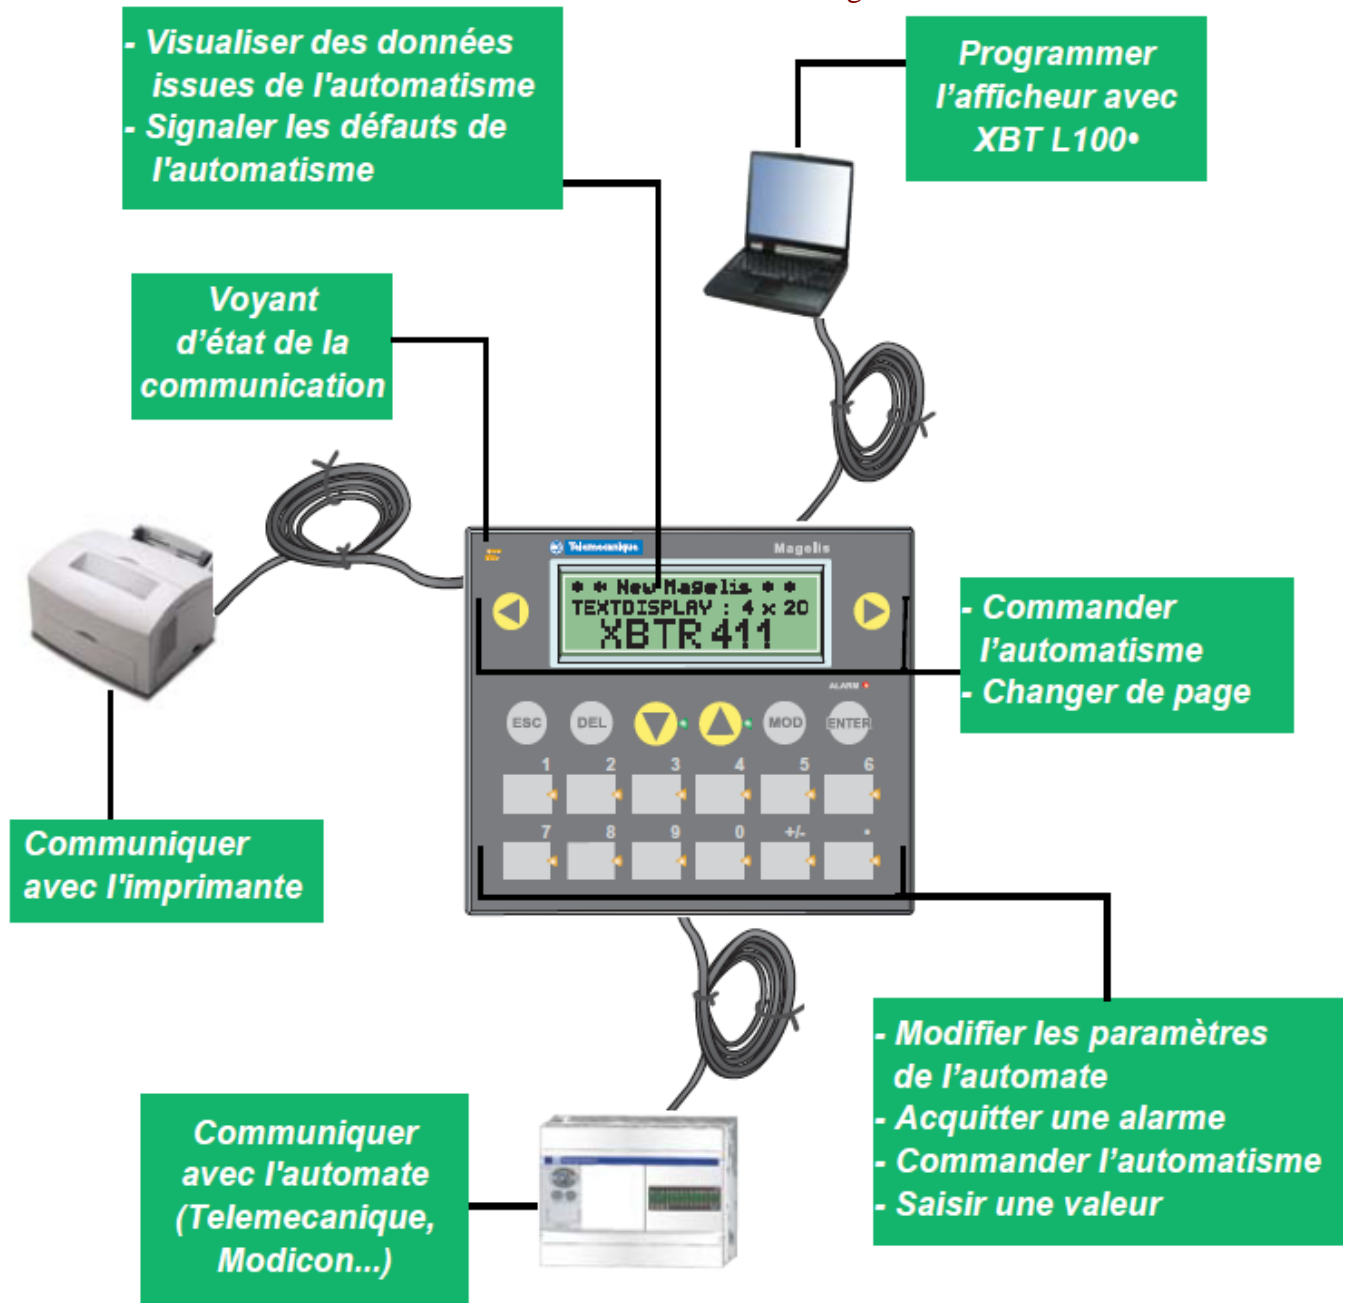 - Visualiser des données
issues de l'automatisme
- Signaler les défauts de
l'automatisme
Programmer
l'afficheur avec
XBT L100•
Voyant
d'état de la
communication
Telemecanique
Magelis
* * New Magelis * *
TEXTDISPLAY : 4 x 20
XBTR 411
- Commander
l'automatisme
- Changer de page
ALARM
ESC DEL MOD ENTER
1 2 3 4 5 6
7 8 9 0 +/- •
Communiquer
avec l'imprimante
- Modifier les paramètres
de l'automate
- Acquitter une alarme
- Commander l'automatisme
- Saisir une valeur
Communiquer
avec l'automate
(Telemecanique,
Modicon...)